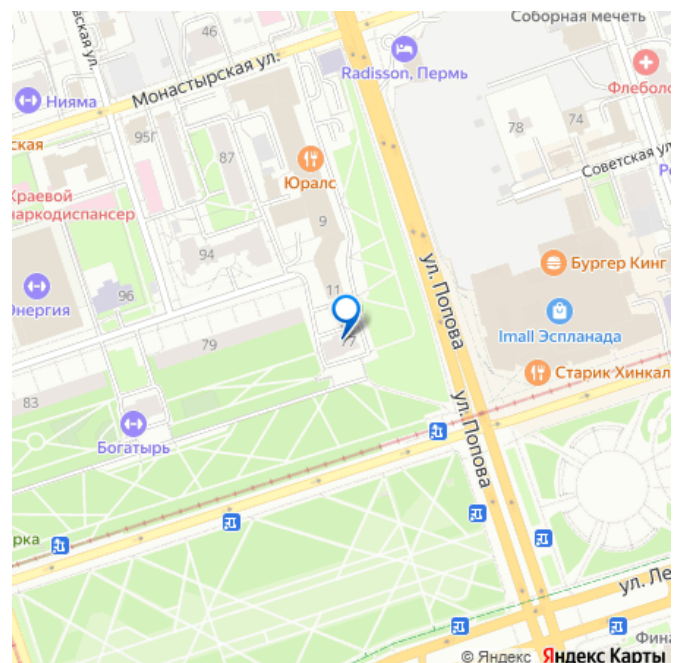 Соборная мечеть
46
Radisson, Пермь
Монастырская ул.
Нияма
Флеболо
78
74
ская
95Г
87
Советская ул
Юралс
Краевой
наркодиспансер
9
94
ул. Попова
Бургер Кинг
Энергия
96
11
Imall Эспланада
79
77
Старик Хинкал
83
Богатырь
ул. Попова
рка
ул. Ле
Фина
© Яндекс Яндекс Карты